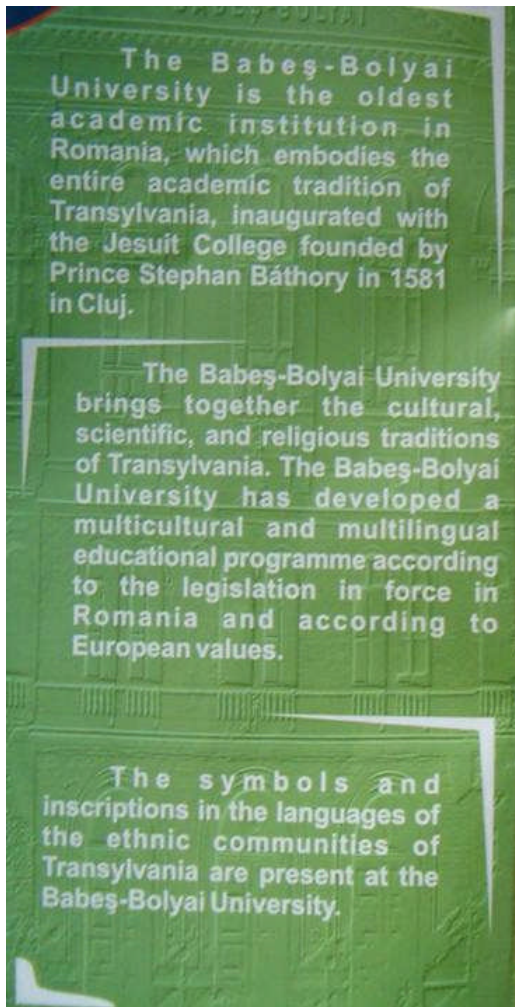 BABEŞ-BOLYAI
The Babeş-Bolyai
University is the oldest
academic institution in
Romania, which embodies the
entire academic tradition of
Transylvania, inaugurated with
the Jesuit College founded by
Prince Stephan Báthory in 1581
in Cluj.
The Babeş-Bolyai University
brings together the cultural,
scientific, and religious traditions
of Transylvania. The Babeş-Bolyai
University has developed a
multicultural and multilingual
educational programme according
to the legislation in force in
Romania and according to
European values.
The symbols and
inscriptions in the languages of
the ethnic communities of
Transylvania are present at the
Babeş-Bolyai University.